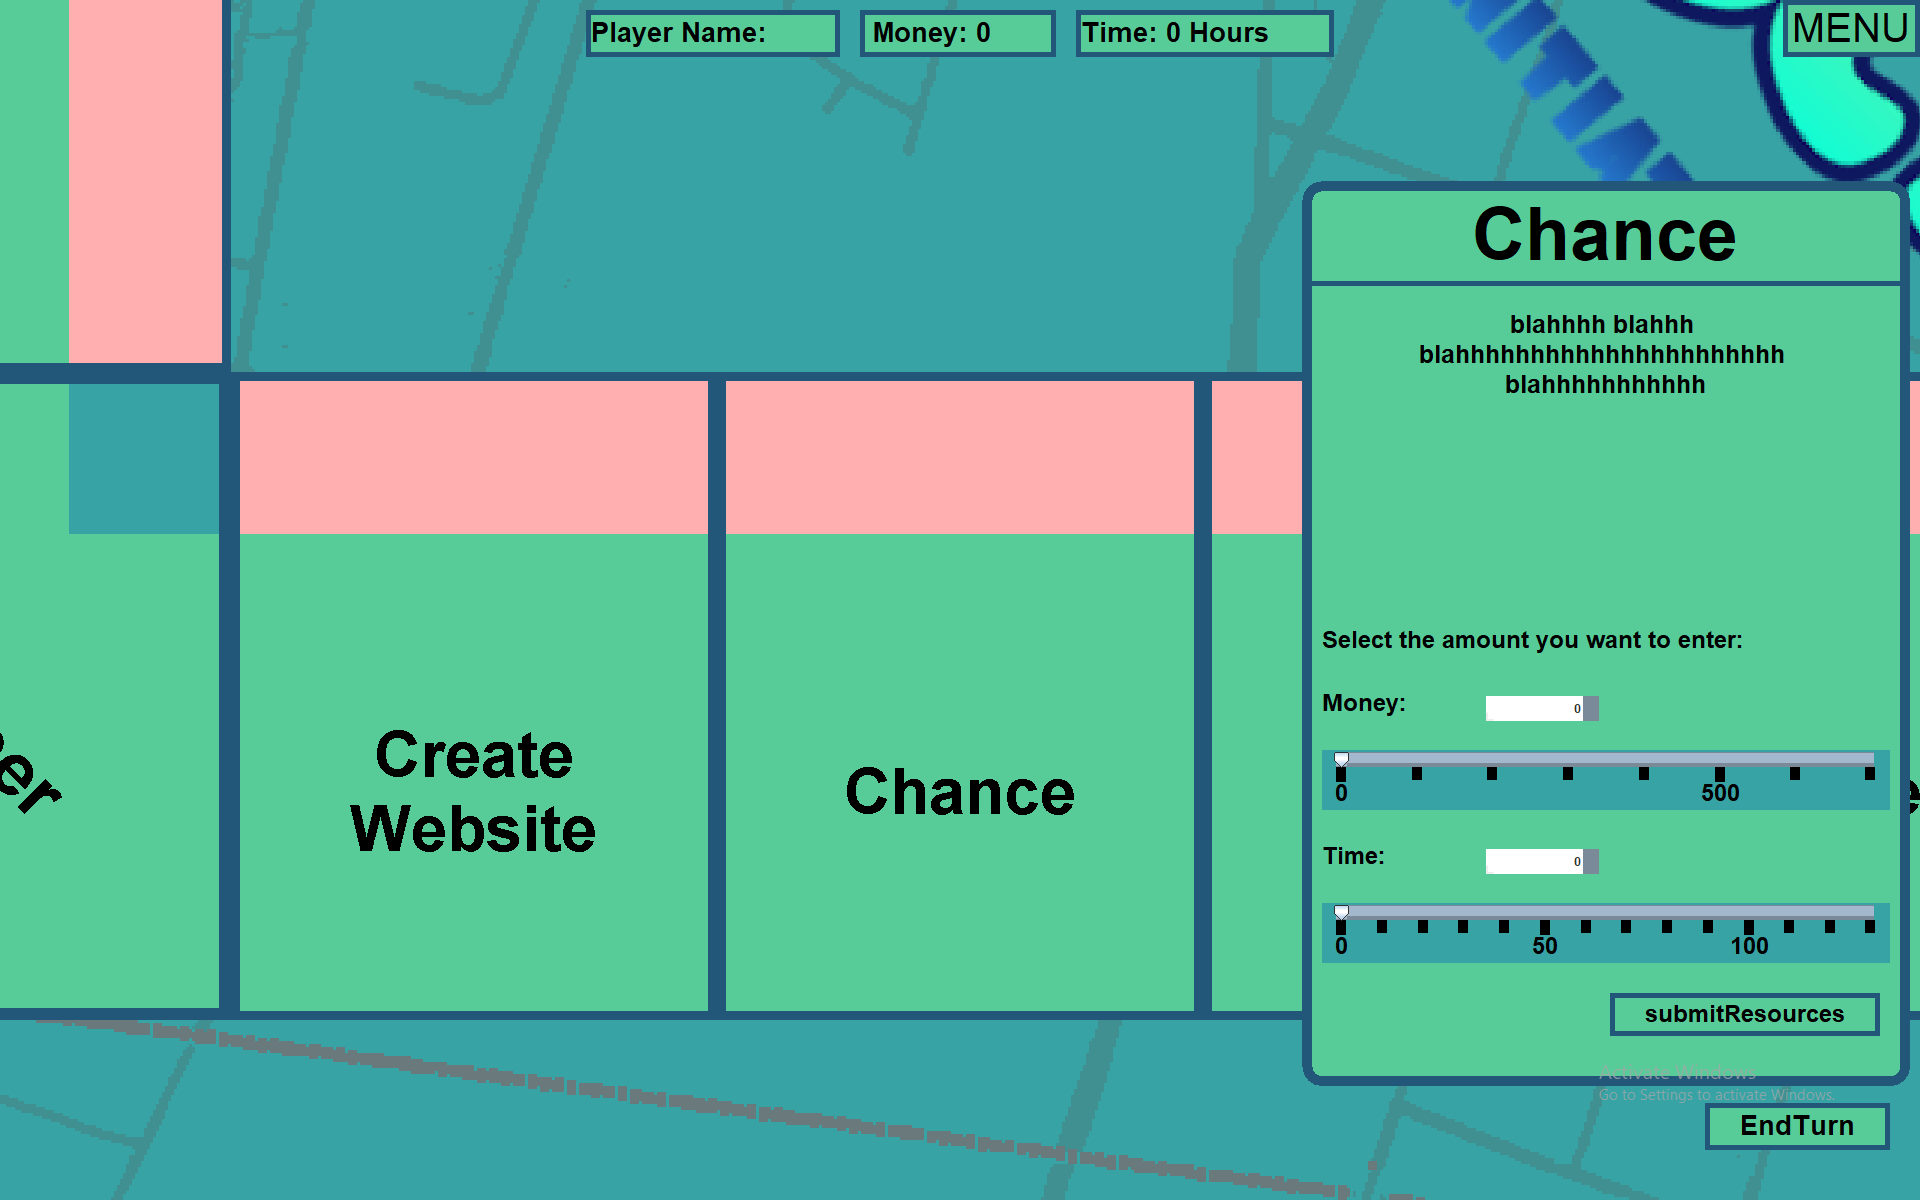 Player Name:
Money: 0
Time: 0 Hours
MENU
Chance
blahhhh blahhh
blahhhhhhhhhhhhhhhhhhhhhh
blahhhhhhhhhhh
Select the amount you want to enter:
Money:
0
0 500
Time:
0
0 50 100
submitResources
Create
Website
Chance
Activate Windows
Go to Settings to activate Windows.
EndTurn